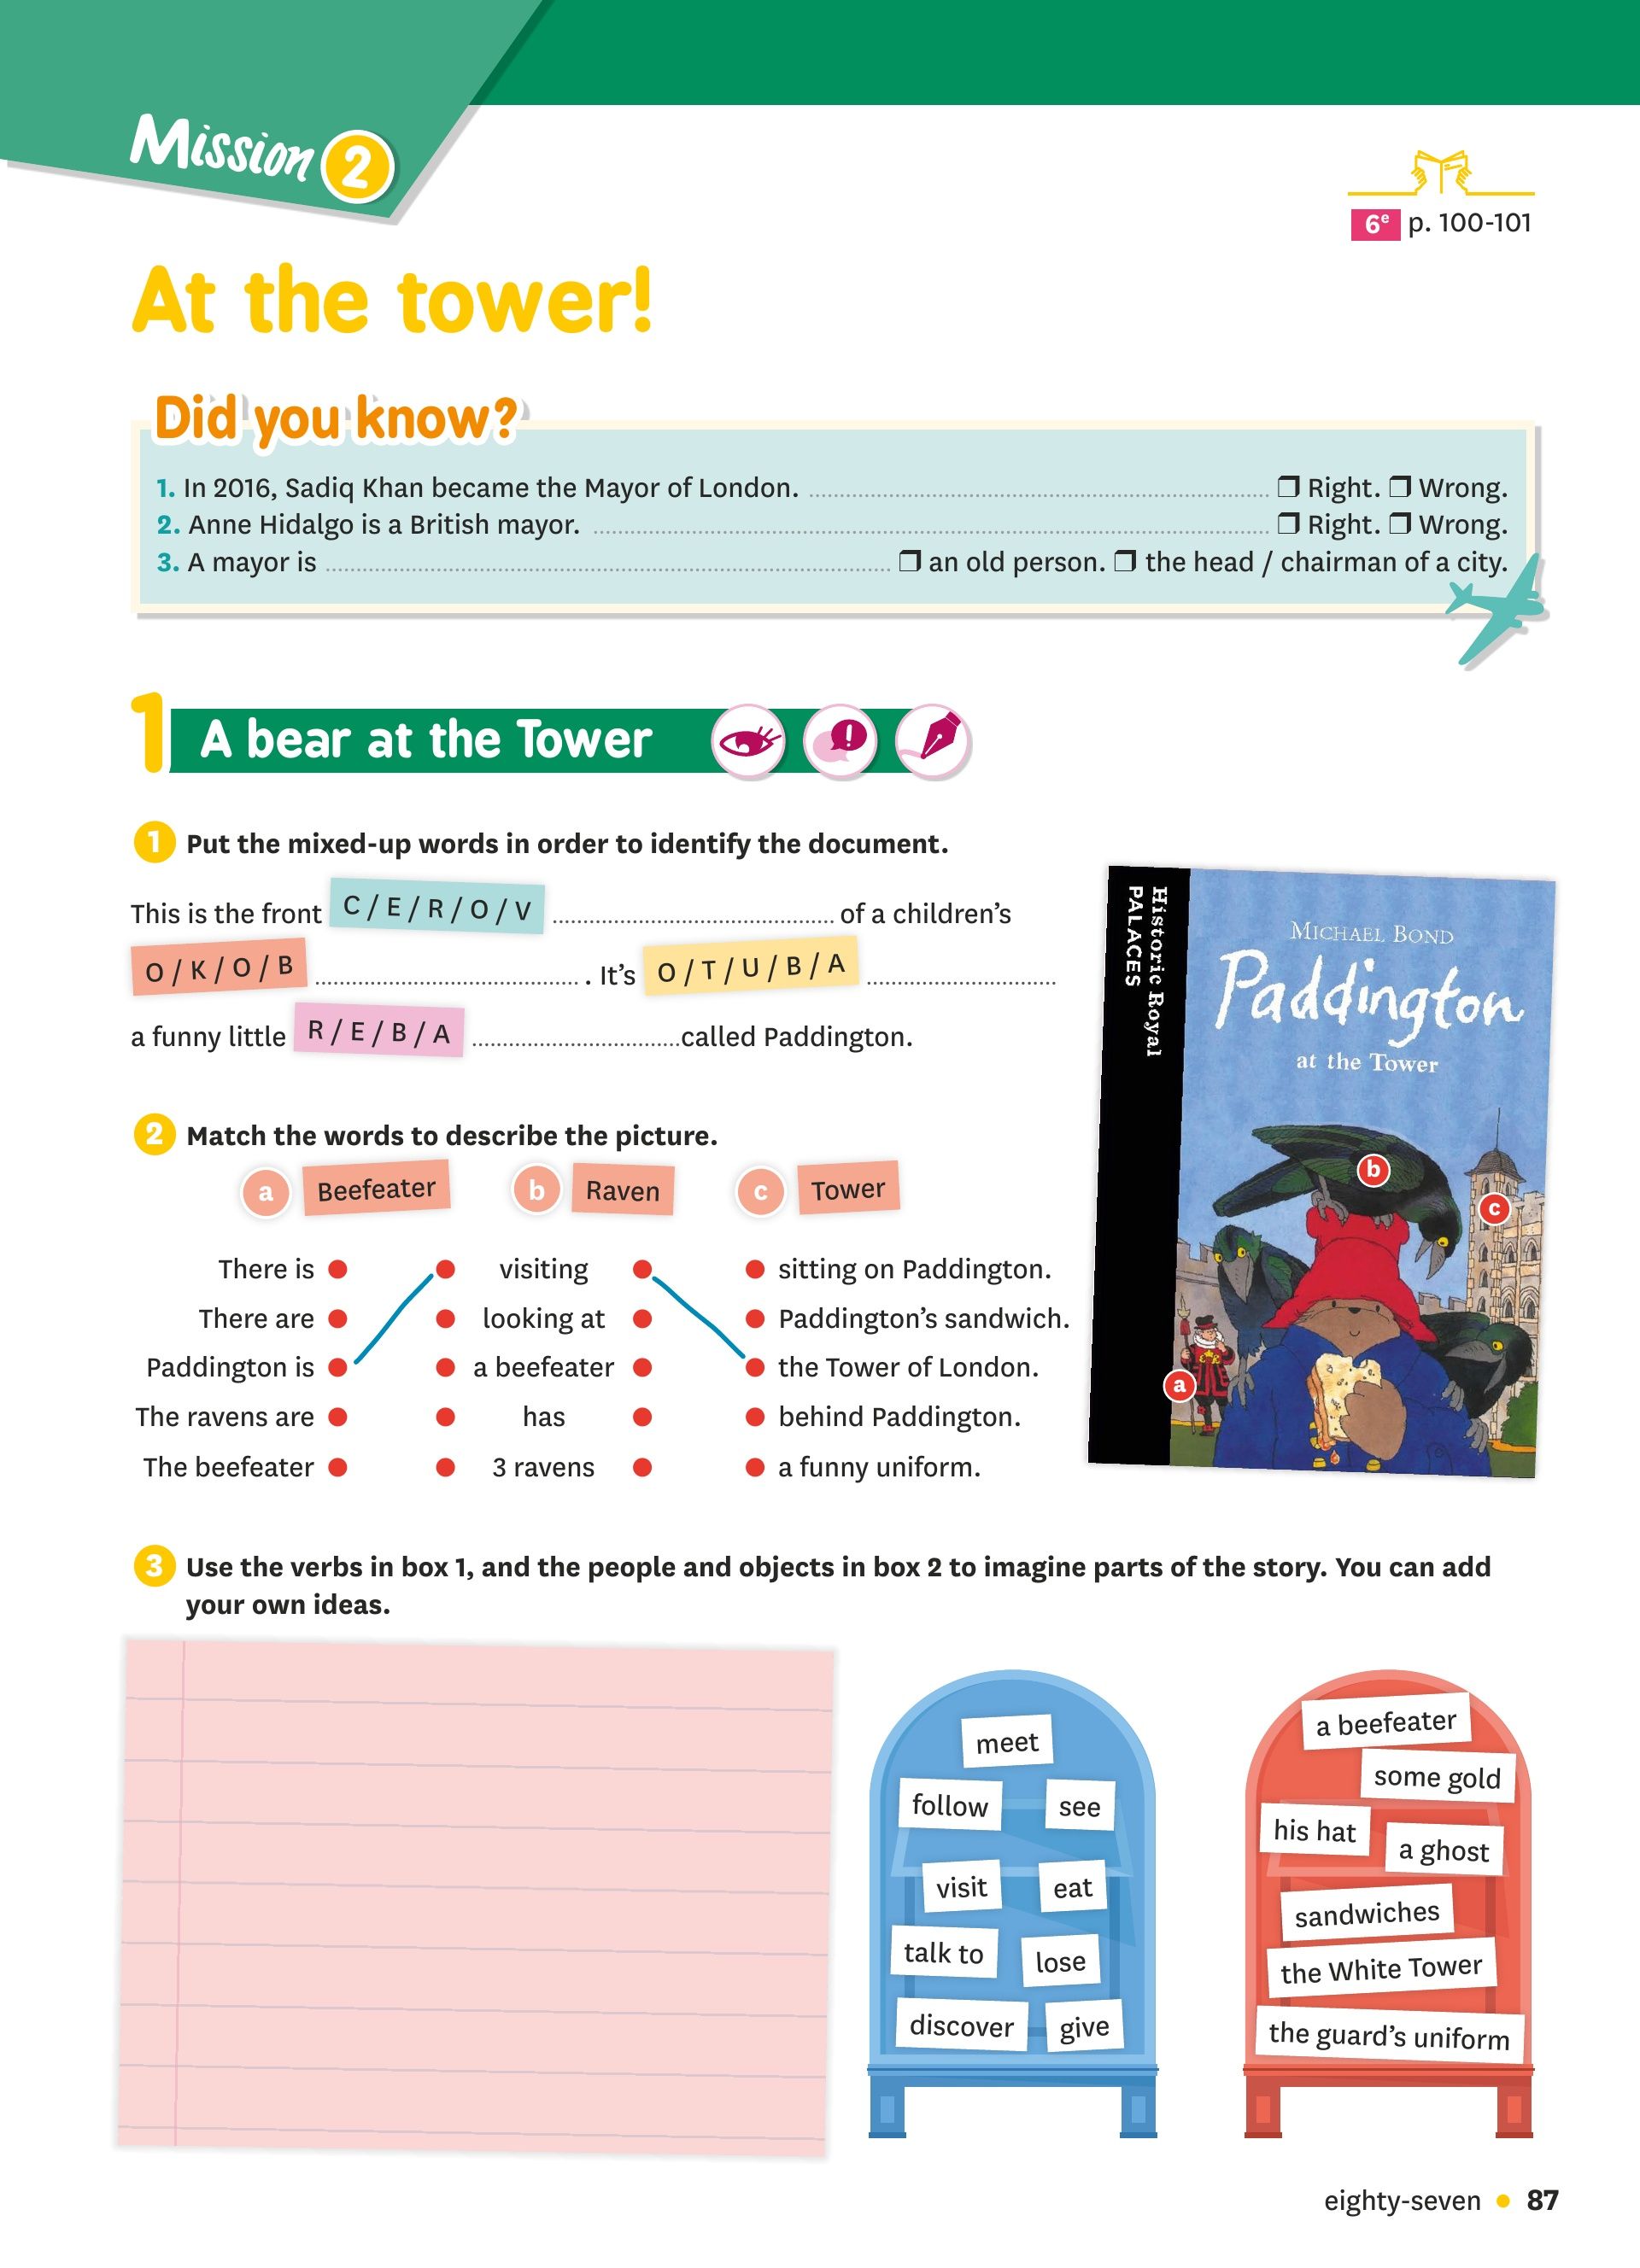 Mission 2
6e p. 100-101
At the tower!
Did you know?
1. In 2016, Sadiq Khan became the Mayor of London. ❒ Right. ❒ Wrong.
2. Anne Hidalgo is a British mayor. ❒ Right. ❒ Wrong.
3. A mayor is ❒ an old person. ❒ the head / chairman of a city.
1 A bear at the Tower
1 Put the mixed-up words in order to identify the document.
This is the front C / E / R / O / V of a children's
O / K / O / B . It's O / T / U / B / A
a funny little R / E / B / A called Paddington.
Historic Royal
PALACES
MICHAEL BOND
Paddington
at the Tower
b
c
a
2 Match the words to describe the picture.
a Beefeater b Raven c Tower
There is visiting sitting on Paddington.
There are looking at Paddington's sandwich.
Paddington is a beefeater the Tower of London.
The ravens are has behind Paddington.
The beefeater 3 ravens a funny uniform.
3 Use the verbs in box 1, and the people and objects in box 2 to imagine parts of the story. You can add
your own ideas.
meet
follow see
visit eat
talk to lose
discover give
a beefeater
some gold
his hat
a ghost
sandwiches
the White Tower
the guard's uniform
eighty-seven • 87